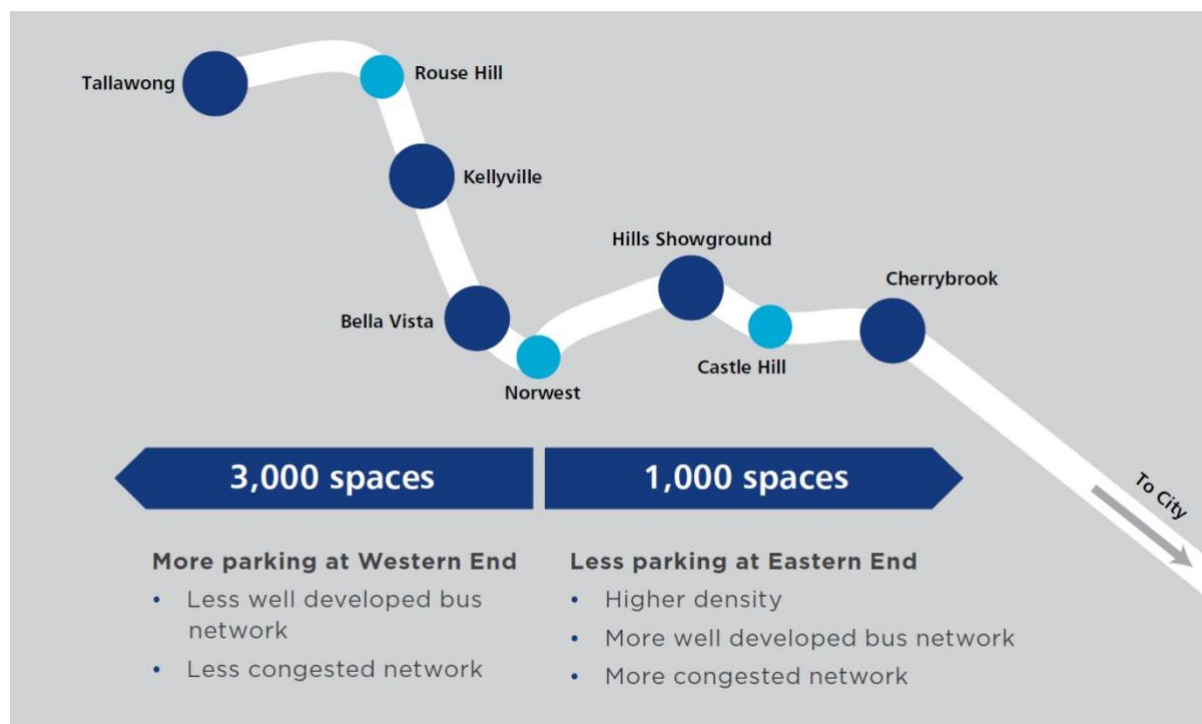 Tallawong
Rouse Hill
Kellyville
Hills Showground
Cherrybrook
Bella Vista
Castle Hill
Norwest
3,000 spaces
1,000 spaces
To City
More parking at Western End
• Less well developed bus
network
• Less congested network
Less parking at Eastern End
• Higher density
• More well developed bus network
• More congested network